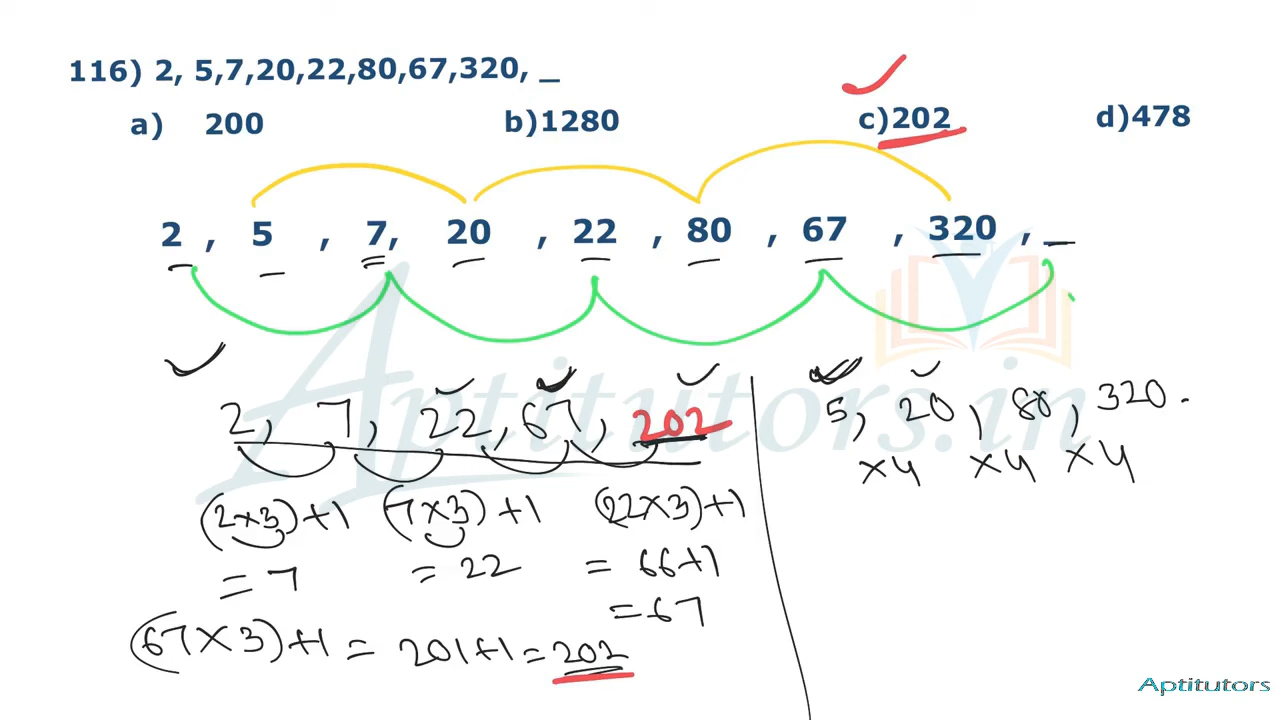 116) 2, 5,7,20,22,80,67,320, _
a) 200 b)1280 c)202 d)478
2 , 5 , 7, 20 , 22 , 80 , 67 , 320 , _
Aptitutors.in
2, 7, 22, 67, 202
5, 20, 80, 320.
×4 ×4 ×4
(2×3)+1 (7×3)+1 (22×3)+1
= 7 = 22 = 66+1
= 67
(67×3)+1 = 201+1 = 202
Aptitutors